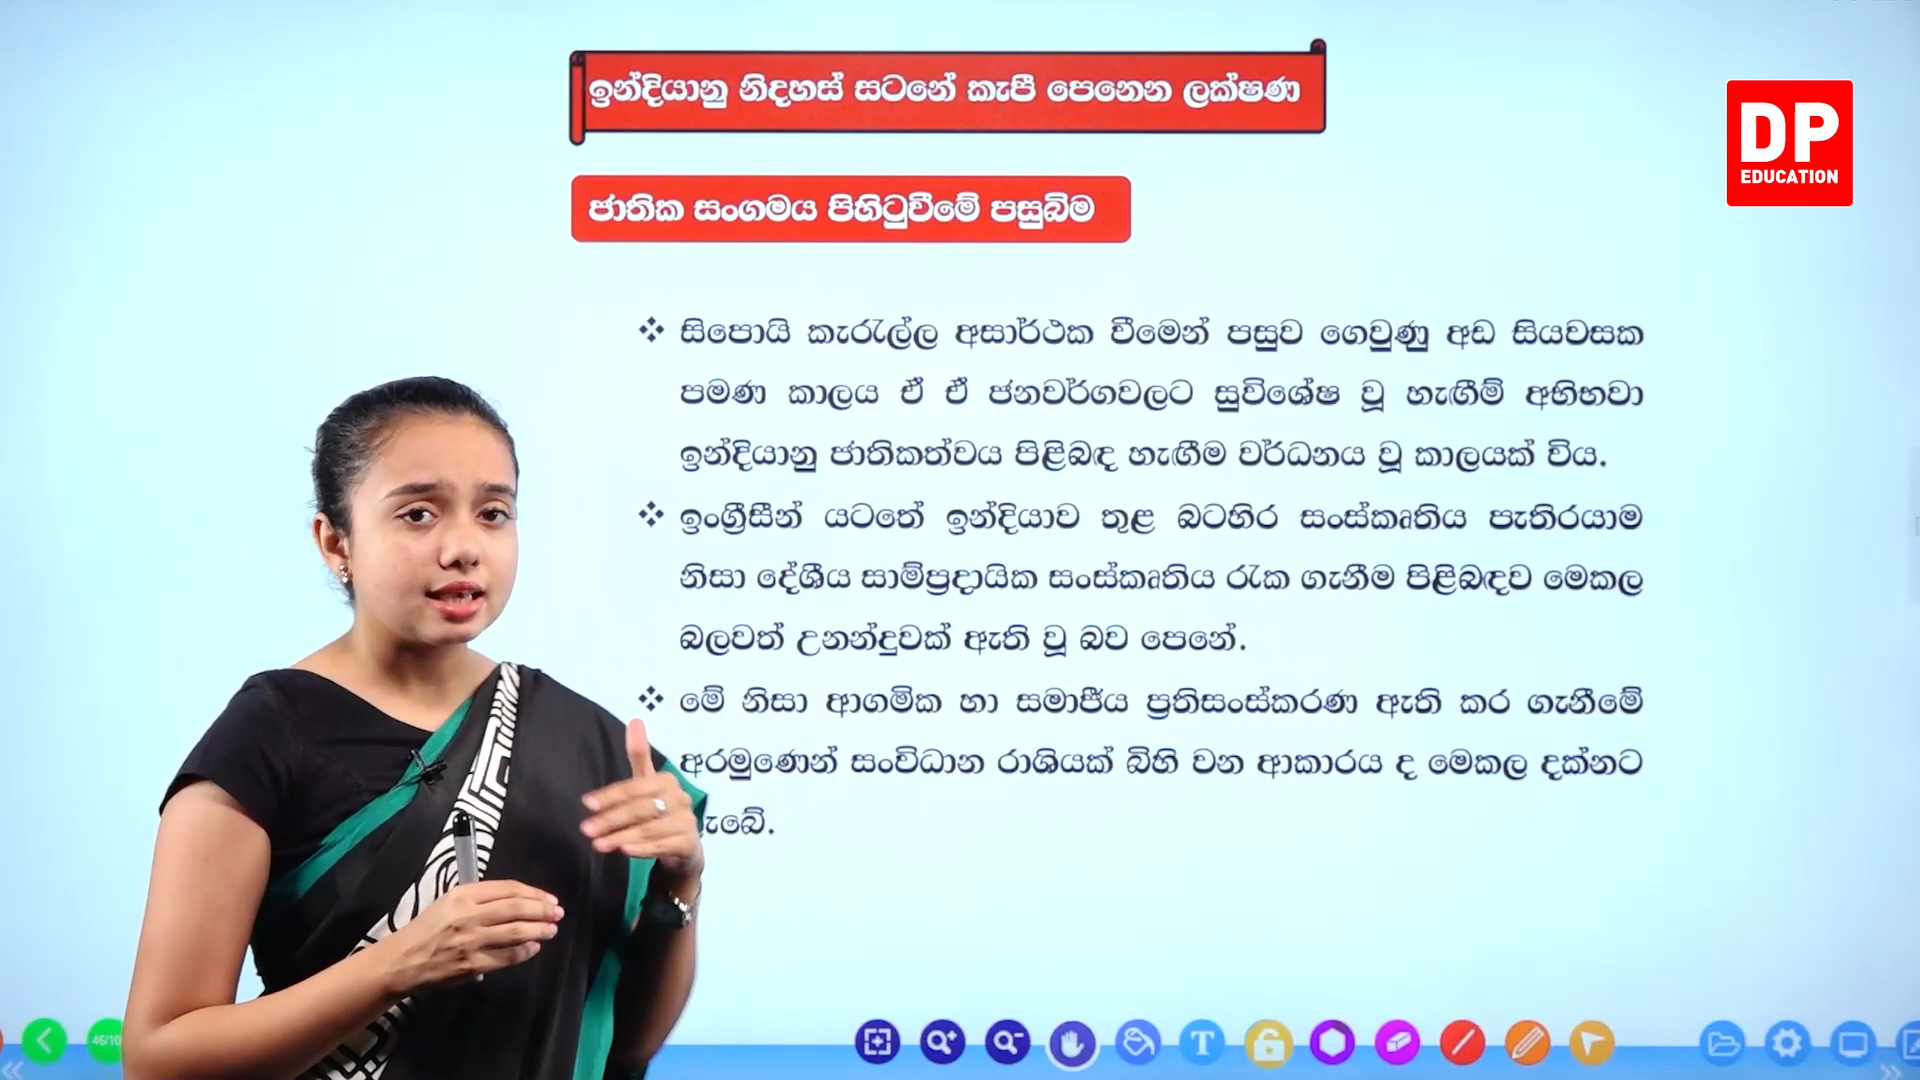 ඉන්දියානු නිදහස් සටනේ කැපී පෙනෙන ලක්ෂණ
DP
EDUCATION
ජාතික සංගමය පිහිටුවීමේ පසුබිම
සිපොයි කැරැල්ල අසාර්ථක වීමෙන් පසුව ගෙවුණු අඩ සියවසක
පමණ කාලය ඒ ඒ ජනවර්ගවලට සුවිශේෂ වූ හැඟීම් අභිභවා
ඉන්දියානු ජාතිකත්වය පිළිබඳ හැඟීම වර්ධනය වූ කාලයක් විය.
ඉංග්‍රීසීන් යටතේ ඉන්දියාව තුළ බටහිර සංස්කෘතිය පැතිරයාම
නිසා දේශීය සාම්ප්‍රදායික සංස්කෘතිය රැක ගැනීම පිළිබඳව මෙකල
බලවත් උනන්දුවක් ඇති වූ බව පෙනේ.
මේ නිසා ආගමික හා සමාජීය ප්‍රතිසංස්කරණ ඇති කර ගැනීමේ
අරමුණෙන් සංවිධාන රාශියක් බිහි වන ආකාරය ද මෙකල දක්නට
T